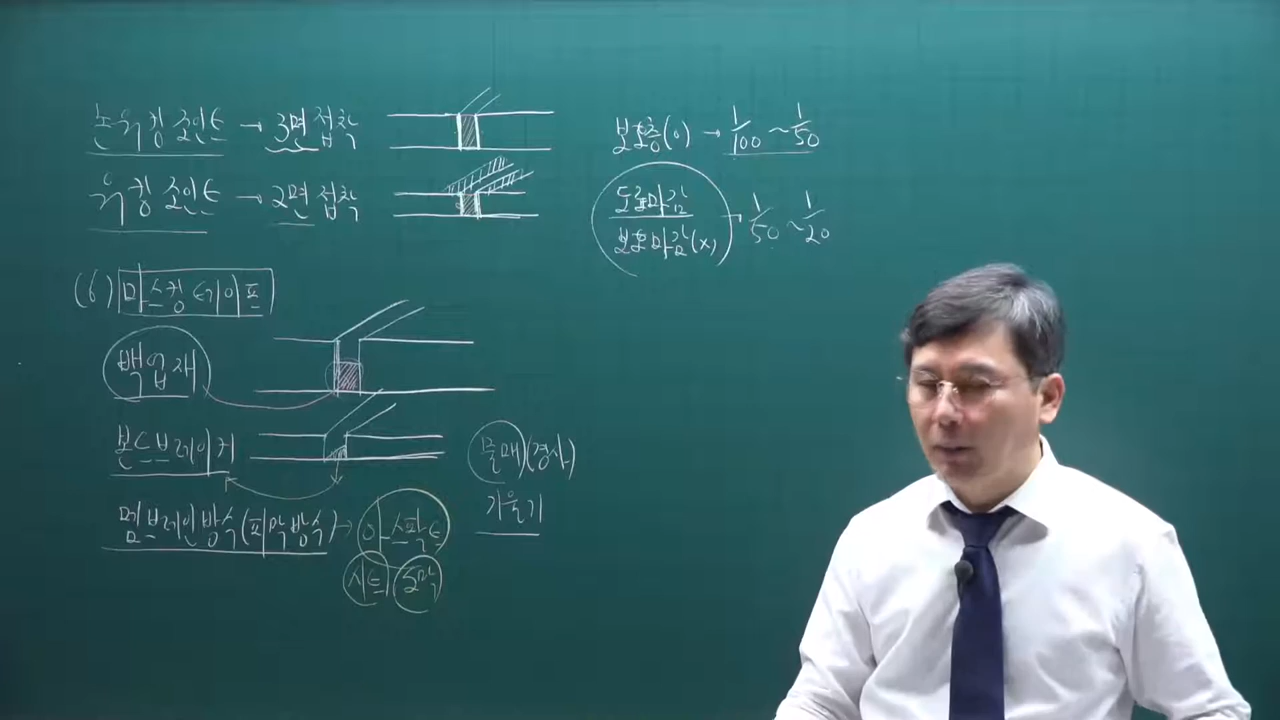 논워킹 조인트 → 3면 접착
워킹 조인트 → 2면 접착
(6) 마스킹 테이프
백업재
본드브레이커
멤브레인방수(피막방수) → 아스팔트
시트 도막
물매(경사)
기울기
보호층(O) → 1/100 ~ 1/50
도료마감
보호마감(x) → 1/50 ~ 1/20